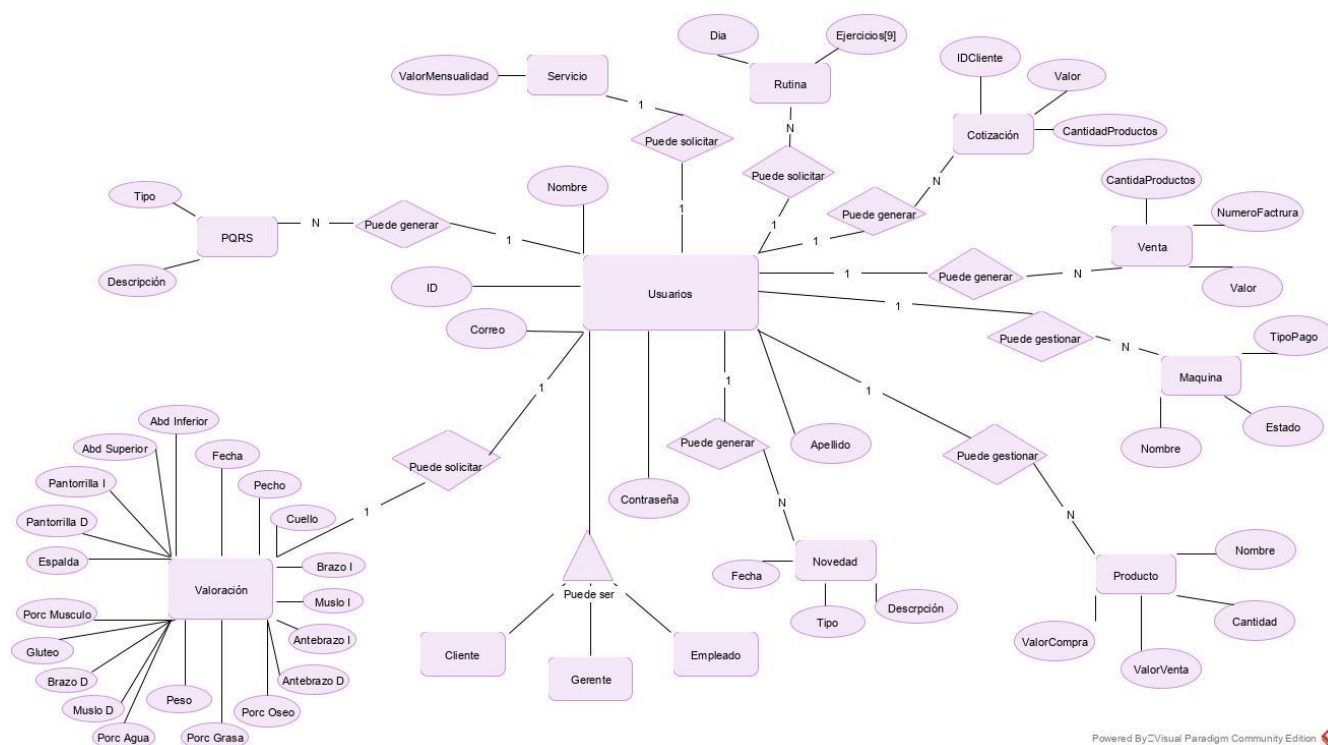 Dia
Ejercicios[9]
ValorMensualidad
Servicio
Rutina
IDCliente
Valor
1
N
Cotización
CantidadProductos
Puede solicitar
Puede solicitar
N
CantidaProductos
Tipo
Nombre
Puede generar
NumeroFactrura
PQRS
N
Puede generar
1
1
1
1
Venta
Descripción
Usuarios
1
Puede generar
N
ID
Valor
1
Correo
Puede gestionar
N
TipoPago
Maquina
1
1
1
Abd Inferior
Estado
Abd Superior
Fecha
Puede generar
Apellido
Nombre
Puede solicitar
Puede gestionar
Pantorrilla I
Pecho
Contraseña
N
Pantorrilla D
Cuello
1
N
Espalda
Brazo I
Novedad
Nombre
Valoración
Fecha
Producto
Puede ser
Muslo I
Descrpción
Porc Musculo
Tipo
Cantidad
Antebrazo I
ValorCompra
Gluteo
Cliente
Empleado
Brazo D
Gerente
Antebrazo D
ValorVenta
Peso
Muslo D
Porc Oseo
Porc Agua
Porc Grasa
Powered By Visual Paradigm Community Edition